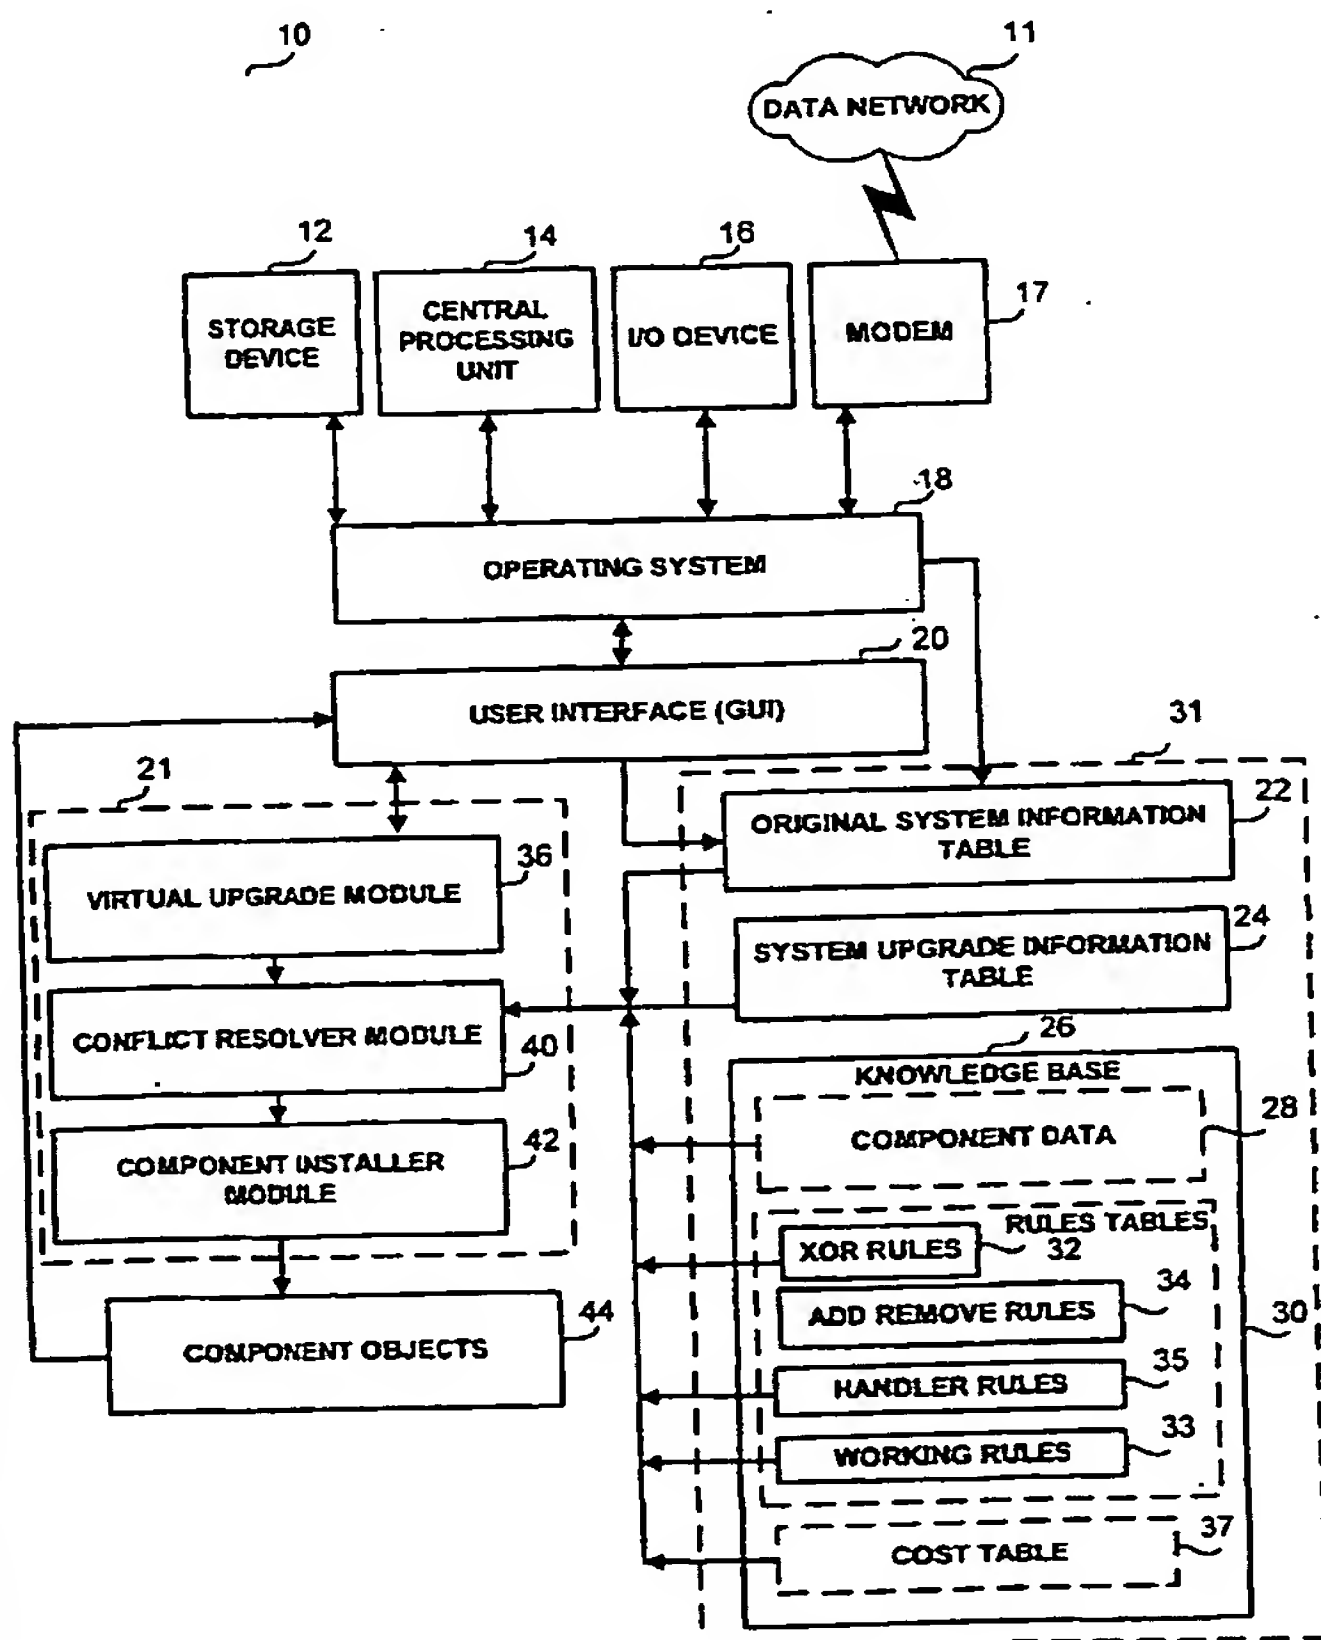 10
11
DATA NETWORK
12
14
16
17
STORAGE
DEVICE
CENTRAL
PROCESSING
UNIT
I/O DEVICE
MODEM
18
OPERATING SYSTEM
20
USER INTERFACE (GUI)
31
21
22
ORIGINAL SYSTEM INFORMATION
TABLE
36
VIRTUAL UPGRADE MODULE
24
SYSTEM UPGRADE INFORMATION
TABLE
CONFLICT RESOLVER MODULE
40
26
KNOWLEDGE BASE
28
COMPONENT DATA
42
COMPONENT INSTALLER
MODULE
RULES TABLES
XOR RULES
32
34
ADD REMOVE RULES
30
44
COMPONENT OBJECTS
35
HANDLER RULES
33
WORKING RULES
37
COST TABLE